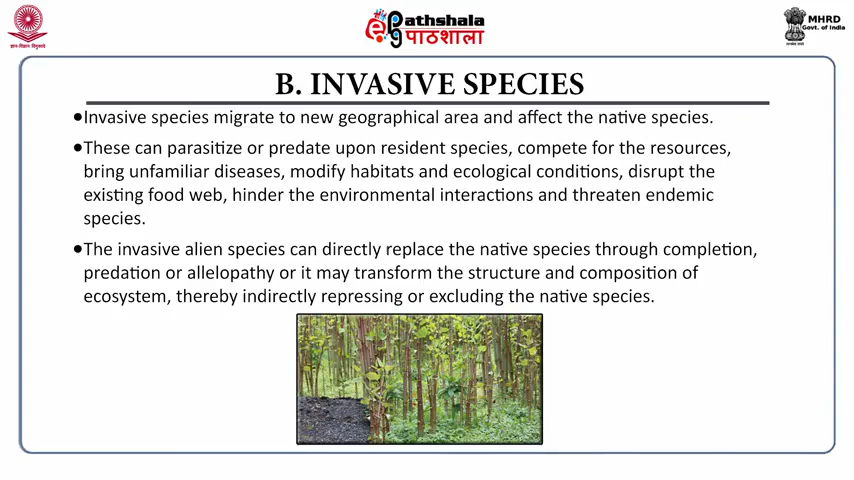 ज्ञान-विज्ञान विमुक्तये
ePathshala
पाठशाला
MHRD
Govt. of India
B. INVASIVE SPECIES
●Invasive species migrate to new geographical area and affect the native species.
●These can parasitize or predate upon resident species, compete for the resources,
bring unfamiliar diseases, modify habitats and ecological conditions, disrupt the
existing food web, hinder the environmental interactions and threaten endemic
species.
●The invasive alien species can directly replace the native species through completion,
predation or allelopathy or it may transform the structure and composition of
ecosystem, thereby indirectly repressing or excluding the native species.